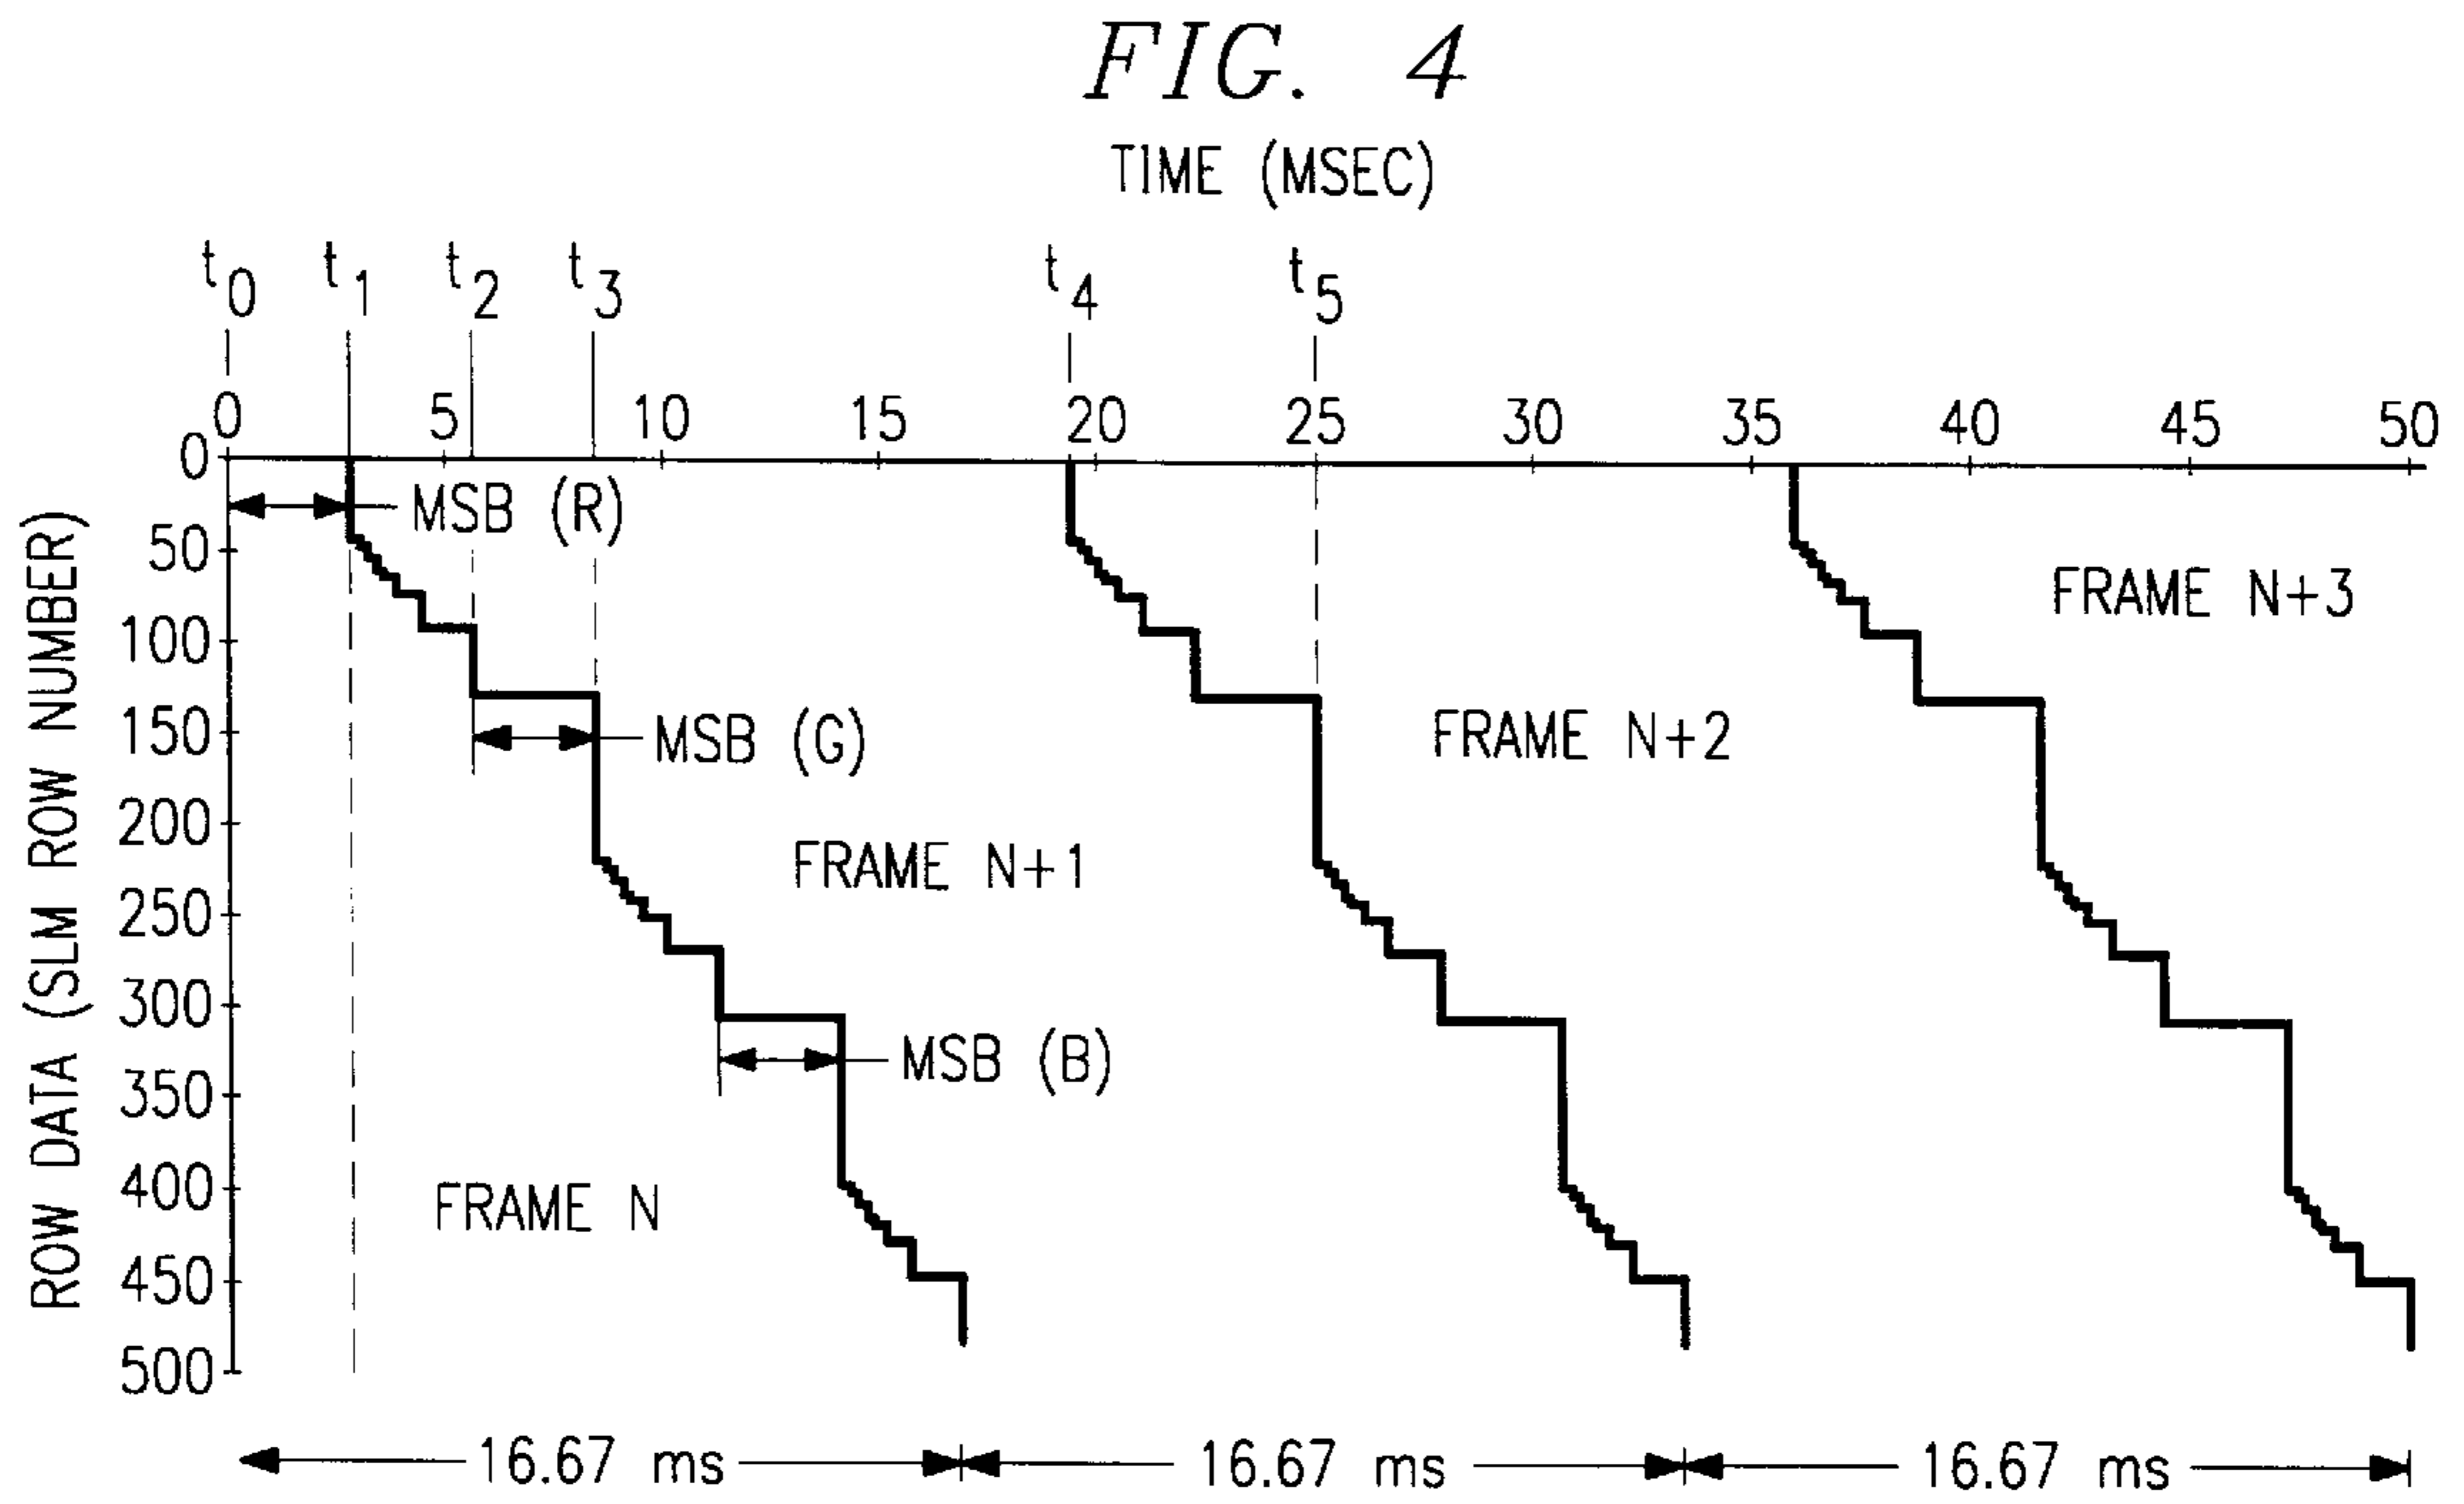 FIG. 4
TIME (MSEC)
t0 t1 t2 t3 t4 t5
0 5 10 15 20 25 30 35 40 45 50
ROW DATA (SLM ROW NUMBER)
0
50
100
150
200
250
300
350
400
450
500
MSB (R)
MSB (G)
MSB (B)
FRAME N
FRAME N+1
FRAME N+2
FRAME N+3
16.67 ms 16.67 ms 16.67 ms